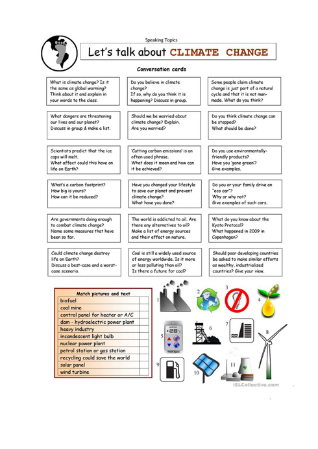 Speaking Topics
Let's talk about CLIMATE CHANGE
Conversation cards
What is climate change? Is it
the same as global warming?
Think about it and explain in
your words to the class.
Do you believe in climate
change?
If so, why do you think it is
happening? Discuss in group.
Some people claim climate
change is just part of a natural
cycle and that it is not man-
made. What do you think?
What dangers are threatening
our lives and our planet?
Discuss in group & make a list.
Should we be worried about
climate change? Explain.
Are you worried?
Do you think climate change can
be stopped?
What should be done?
Scientists predict that the ice
caps will melt.
What effect could this have on
life on Earth?
'Cutting carbon emissions' is an
often used phrase.
What does it mean and how can
it be achieved?
Do you use environmentally-
friendly products?
Have you 'gone green'?
Give examples.
What's a carbon footprint?
How big is yours?
How can it be reduced?
Have you changed your lifestyle
to save our planet and prevent
climate change?
What have you done?
Do you or your family drive an
"eco car"?
Why or why not?
Give examples of such cars.
Are governments doing enough
to combat climate change?
Name some measures that have
been so far.
The world is addicted to oil. Are
there any alternatives to oil?
Make a list of energy sources
and their effect on nature.
What do you know about the
Kyoto Protocol?
What happened in 2009 in
Copenhagen?
Could climate change destroy
life on Earth?
Discuss a best-case and a worst-
case scenario.
Coal is still a widely used source
of energy worldwide. Is it more
or less polluting than oil?
Is there a future for coal?
Should poor developing countries
be asked to make similar efforts
as wealthy, industrialized
countries? Give your view.
Match pictures and text
biofuel
coal mine
control panel for heater or A/C
dam - hydroelectric power plant
heavy industry
incandescent light bulb
nuclear power plant
petrol station or gas station
recycling could save the world
solar panel
wind turbine
1
2
3
4
5
6
7
8
9
10
11
iSLCollective.com